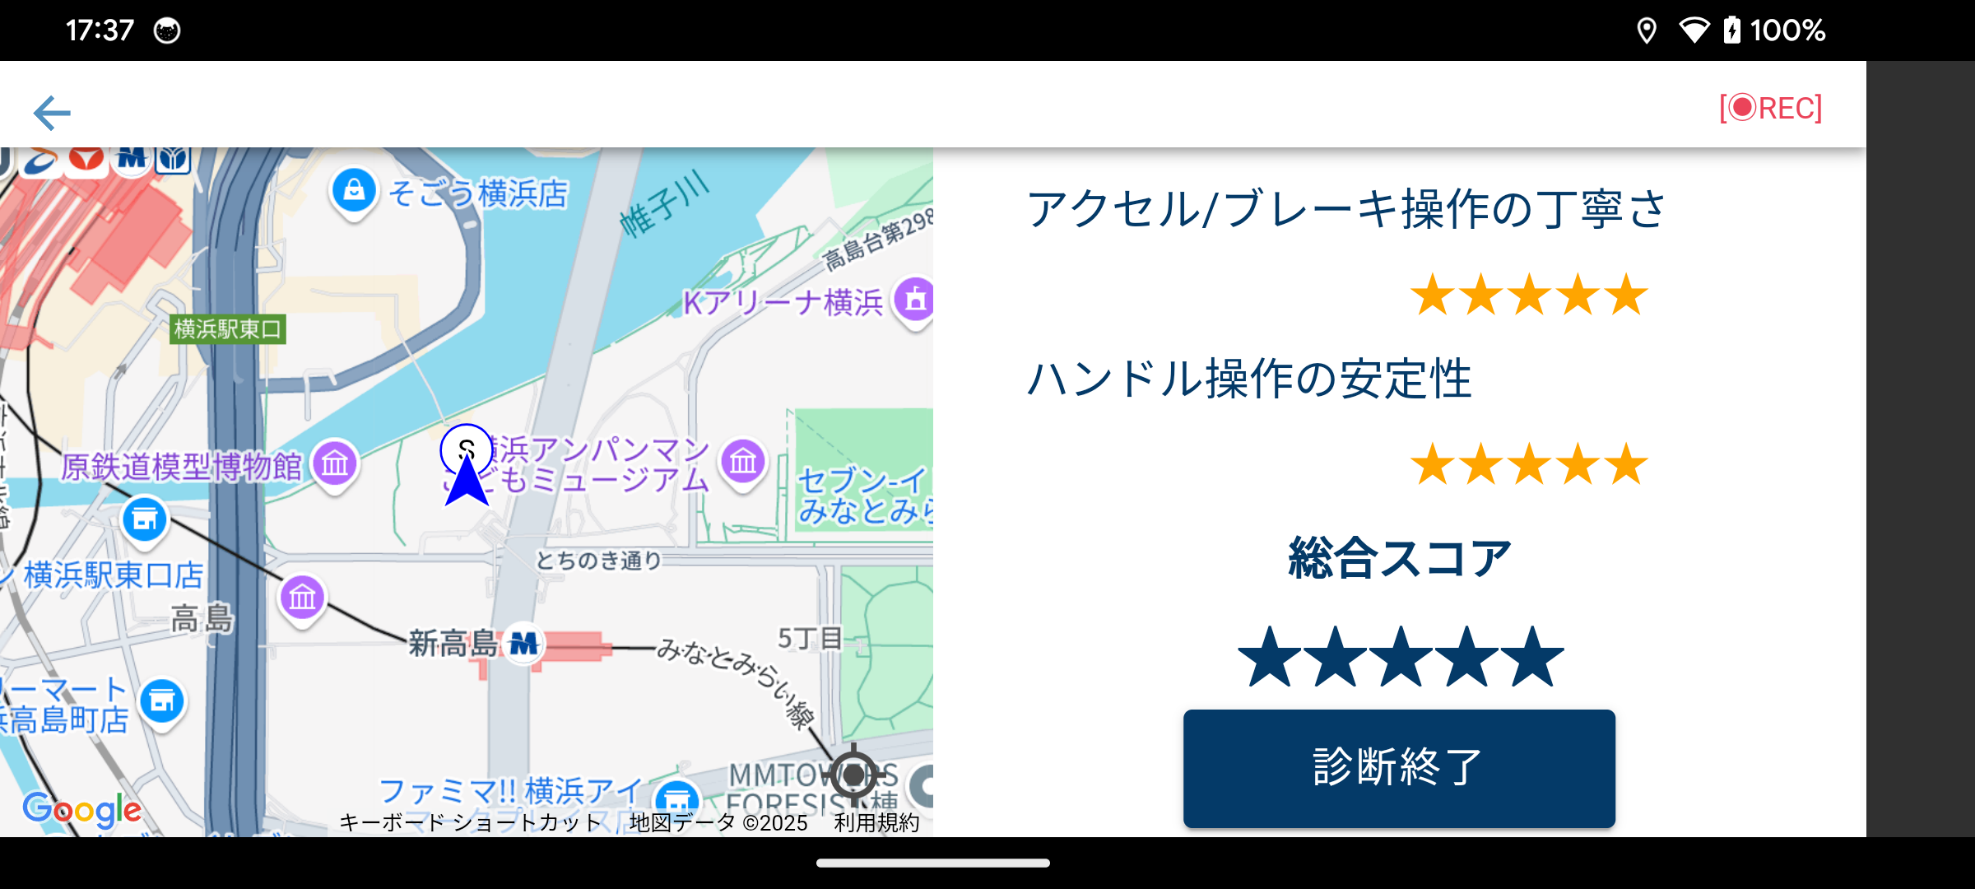 17:37
100%
[◉REC]
そごう横浜店
帷子川
高島台第298
Kアリーナ横浜
横浜駅東口
S
浜アンパンマン
こどもミュージアム
原鉄道模型博物館
セブン-イ
みなとみら
とちのき通り
横浜駅東口店
高島
新高島
5丁目
みなとみらい線
ーマート
高島町店
ファミマ!! 横浜アイ
MMTOWERS
FORESIS
棟
Google
キーボード ショートカット
地図データ ©2025
利用規約
アクセル/ブレーキ操作の丁寧さ
★★★★★
ハンドル操作の安定性
★★★★★
総合スコア
★★★★★
診断終了